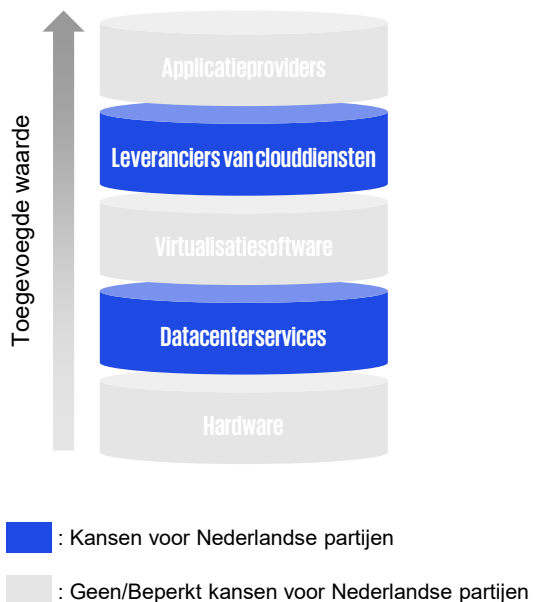 Toegevoegde waarde
Applicatieproviders
Leveranciers van clouddiensten
Virtualisatiesoftware
Datacenterservices
Hardware
: Kansen voor Nederlandse partijen
: Geen/Beperkt kansen voor Nederlandse partijen